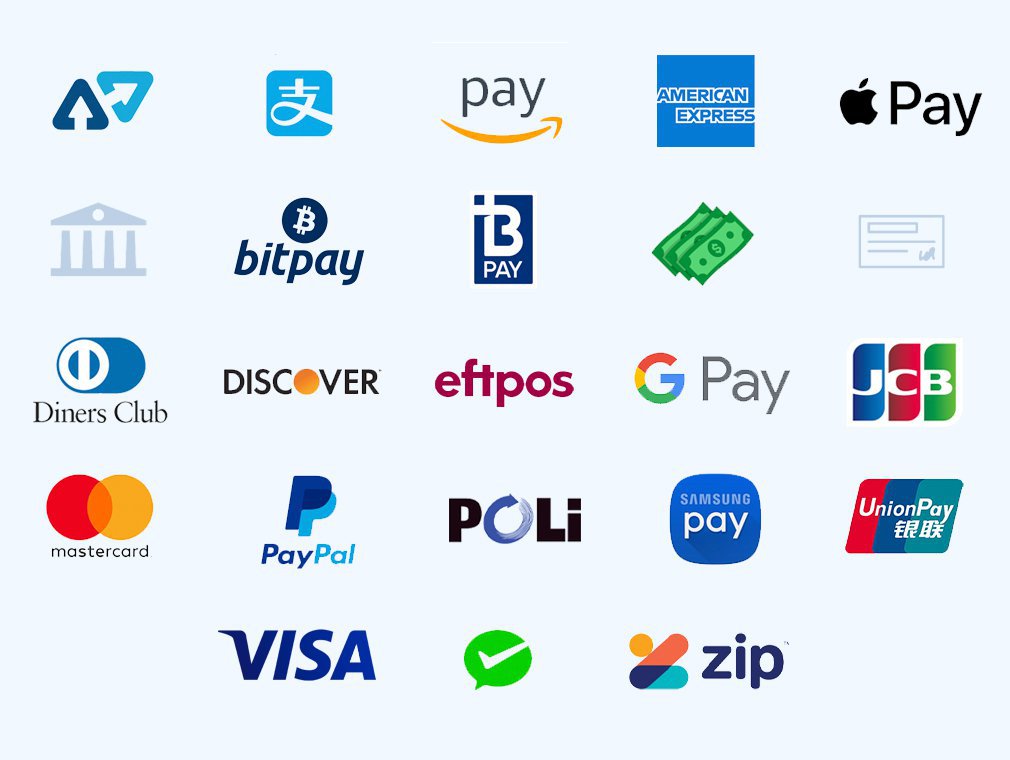 支
pay
AMERICAN
EXPRESS
Pay
bitpay
B
PAY
Diners Club
DISCOVER
eftpos
G Pay
JCB
mastercard
PayPal
POLi
SAMSUNG
pay
UnionPay
银联
VISA
zip